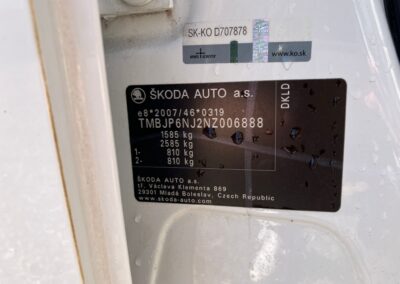 SK-KO D707878
www.ko.sk
ŠKODA AUTO a.s.
DKLD
e8*2007/46*0319
TMBJP6NJ2NZ006888
1585 kg
2585 kg
1- 810 kg
2- 810 kg
ŠKODA AUTO a.s.
tř. Václava Klementa 869
29301 Mladá Boleslav, Czech Republic
www.skoda-auto.com